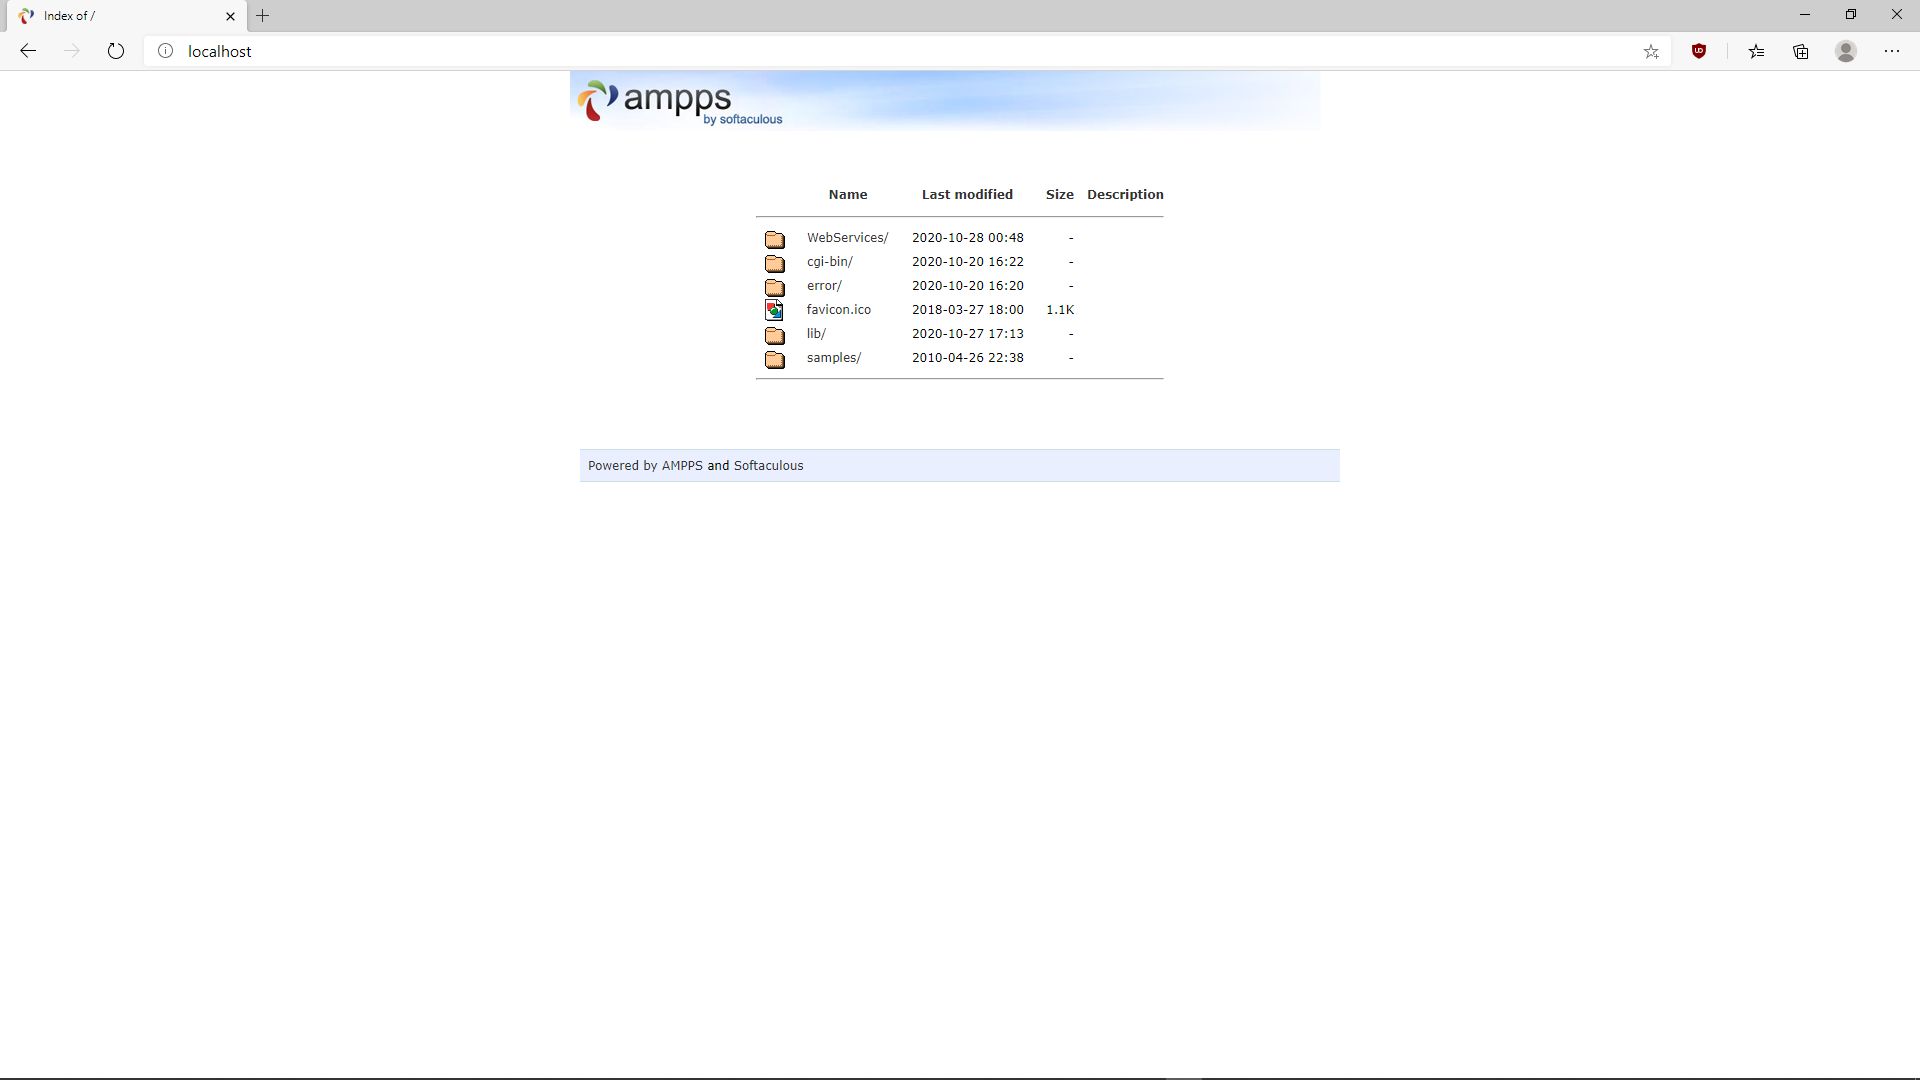 Index of /
localhost
ampps
by softaculous
Name Last modified Size Description
WebServices/ 2020-10-28 00:48 -
cgi-bin/ 2020-10-20 16:22 -
error/ 2020-10-20 16:20 -
favicon.ico 2018-03-27 18:00 1.1K
lib/ 2020-10-27 17:13 -
samples/ 2010-04-26 22:38 -
Powered by AMPPS and Softaculous